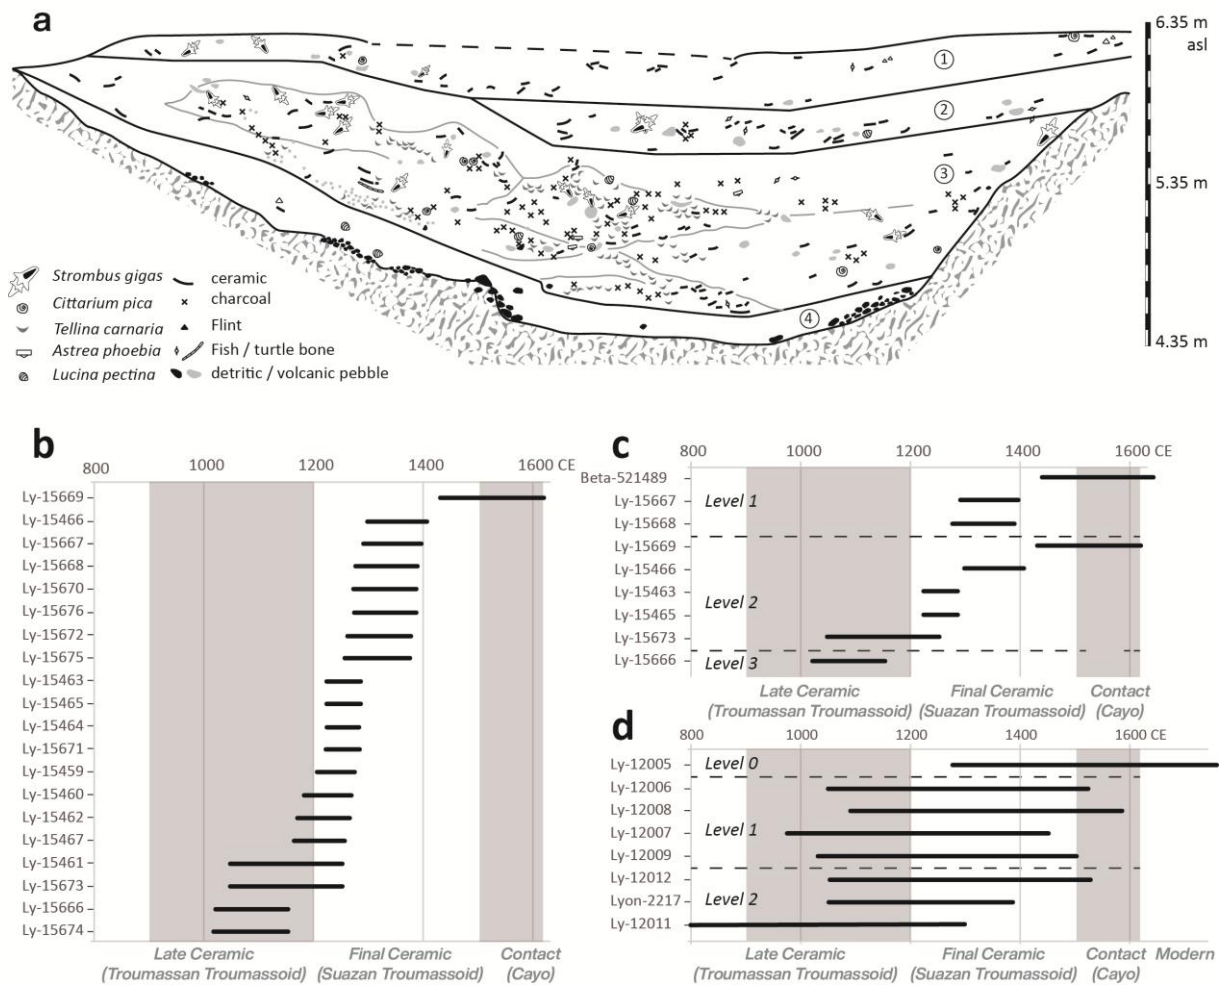 a
6.35 m
asl
1
2
3
5.35 m
4
4.35 m
Strombus gigas
Cittarium pica
Tellina carnaria
Astrea phoebia
Lucina pectina
ceramic
charcoal
Flint
Fish / turtle bone
detritic / volcanic pebble
b
800 1000 1200 1400 1600 CE
Ly-15669
Ly-15466
Ly-15667
Ly-15668
Ly-15670
Ly-15676
Ly-15672
Ly-15675
Ly-15463
Ly-15465
Ly-15464
Ly-15671
Ly-15459
Ly-15460
Ly-15462
Ly-15467
Ly-15461
Ly-15673
Ly-15666
Ly-15674
Late Ceramic Final Ceramic Contact
(Troumassan Troumassoid) (Suazan Troumassoid) (Cayo)
c
800 1000 1200 1400 1600 CE
Beta-521489
Ly-15667 Level 1
Ly-15668
Ly-15669
Ly-15466
Ly-15463
Level 2
Ly-15465
Ly-15673
Ly-15666 Level 3
Late Ceramic Final Ceramic Contact
(Troumassan Troumassoid) (Suazan Troumassoid) (Cayo)
d
800 1000 1200 1400 1600 CE
Ly-12005 Level 0
Ly-12006
Ly-12008
Level 1
Ly-12007
Ly-12009
Ly-12012
Lyon-2217 Level 2
Ly-12011
Late Ceramic Final Ceramic Contact Modern
(Troumassan Troumassoid) (Suazan Troumassoid) (Cayo)